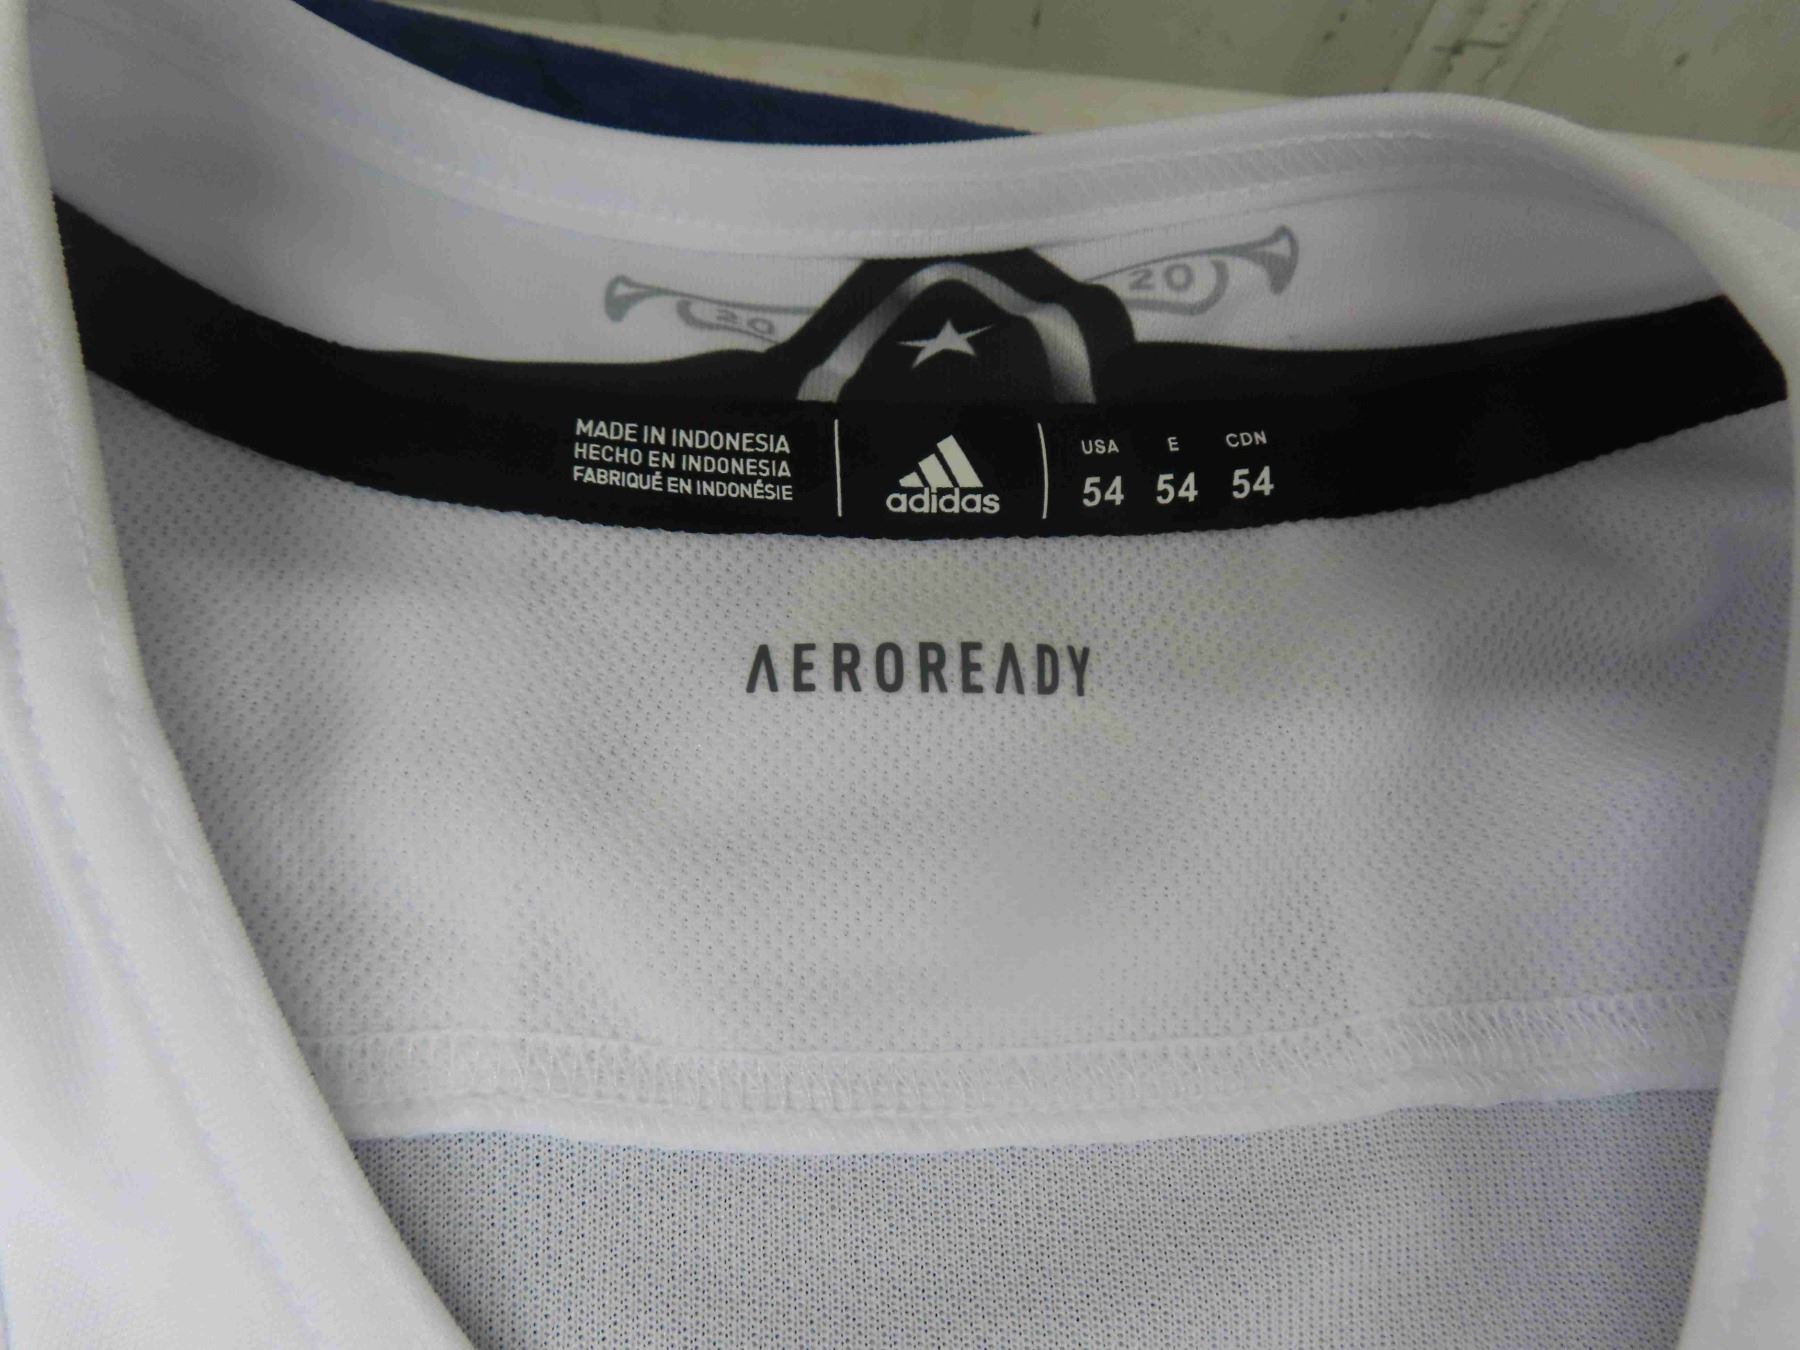 20 20
MADE IN INDONESIA
HECHO EN INDONESIA
FABRIQUÉ EN INDONÉSIE
adidas
USA E CDN
54 54 54
AEROREADY